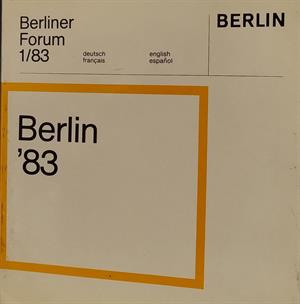 Berliner
Forum
1/83
deutsch
français
english
español
BERLIN
Berlin
'83